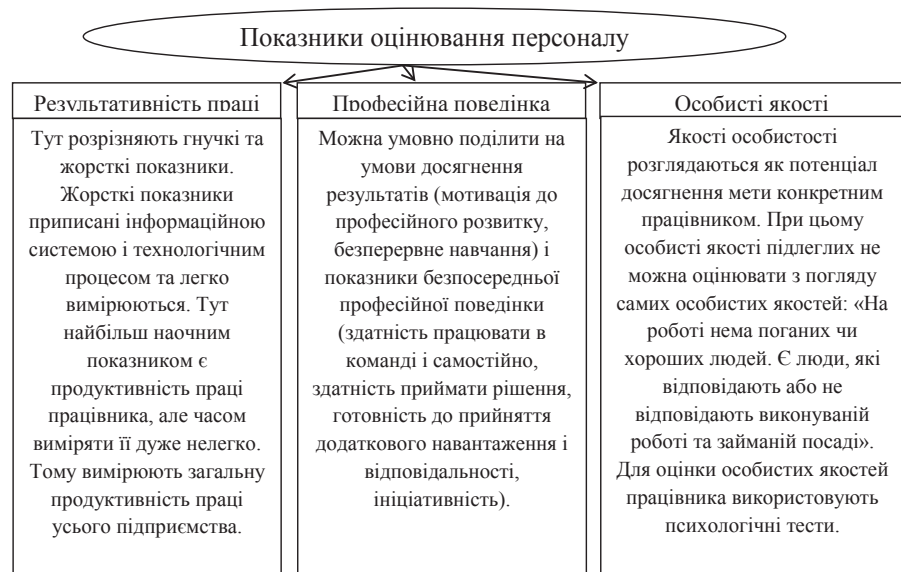 Показники оцінювання персоналу
Результативність праці
Тут розрізняють гнучкі та
жорсткі показники.
Жорсткі показники
приписані інформаційною
системою і технологічним
процесом та легко
вимірюються. Тут
найбільш наочним
показником є
продуктивність праці
працівника, але часом
виміряти її дуже нелегко.
Тому вимірюють загальну
продуктивність праці
усього підприємства.
Професійна поведінка
Можна умовно поділити на
умови досягнення
результатів (мотивація до
професійного розвитку,
безперервне навчання) і
показники безпосередньої
професійної поведінки
(здатність працювати в
команді і самостійно,
здатність приймати рішення,
готовність до прийняття
додаткового навантаження і
відповідальності,
ініціативність).
Особисті якості
Якості особистості
розглядаються як потенціал
досягнення мети конкретним
працівником. При цьому
особисті якості підлеглих не
можна оцінювати з погляду
самих особистих якостей: «На
роботі нема поганих чи
хороших людей. Є люди, які
відповідають або не
відповідають виконуваній
роботі та займаній посаді».
Для оцінки особистих якостей
працівника використовують
психологічні тести.